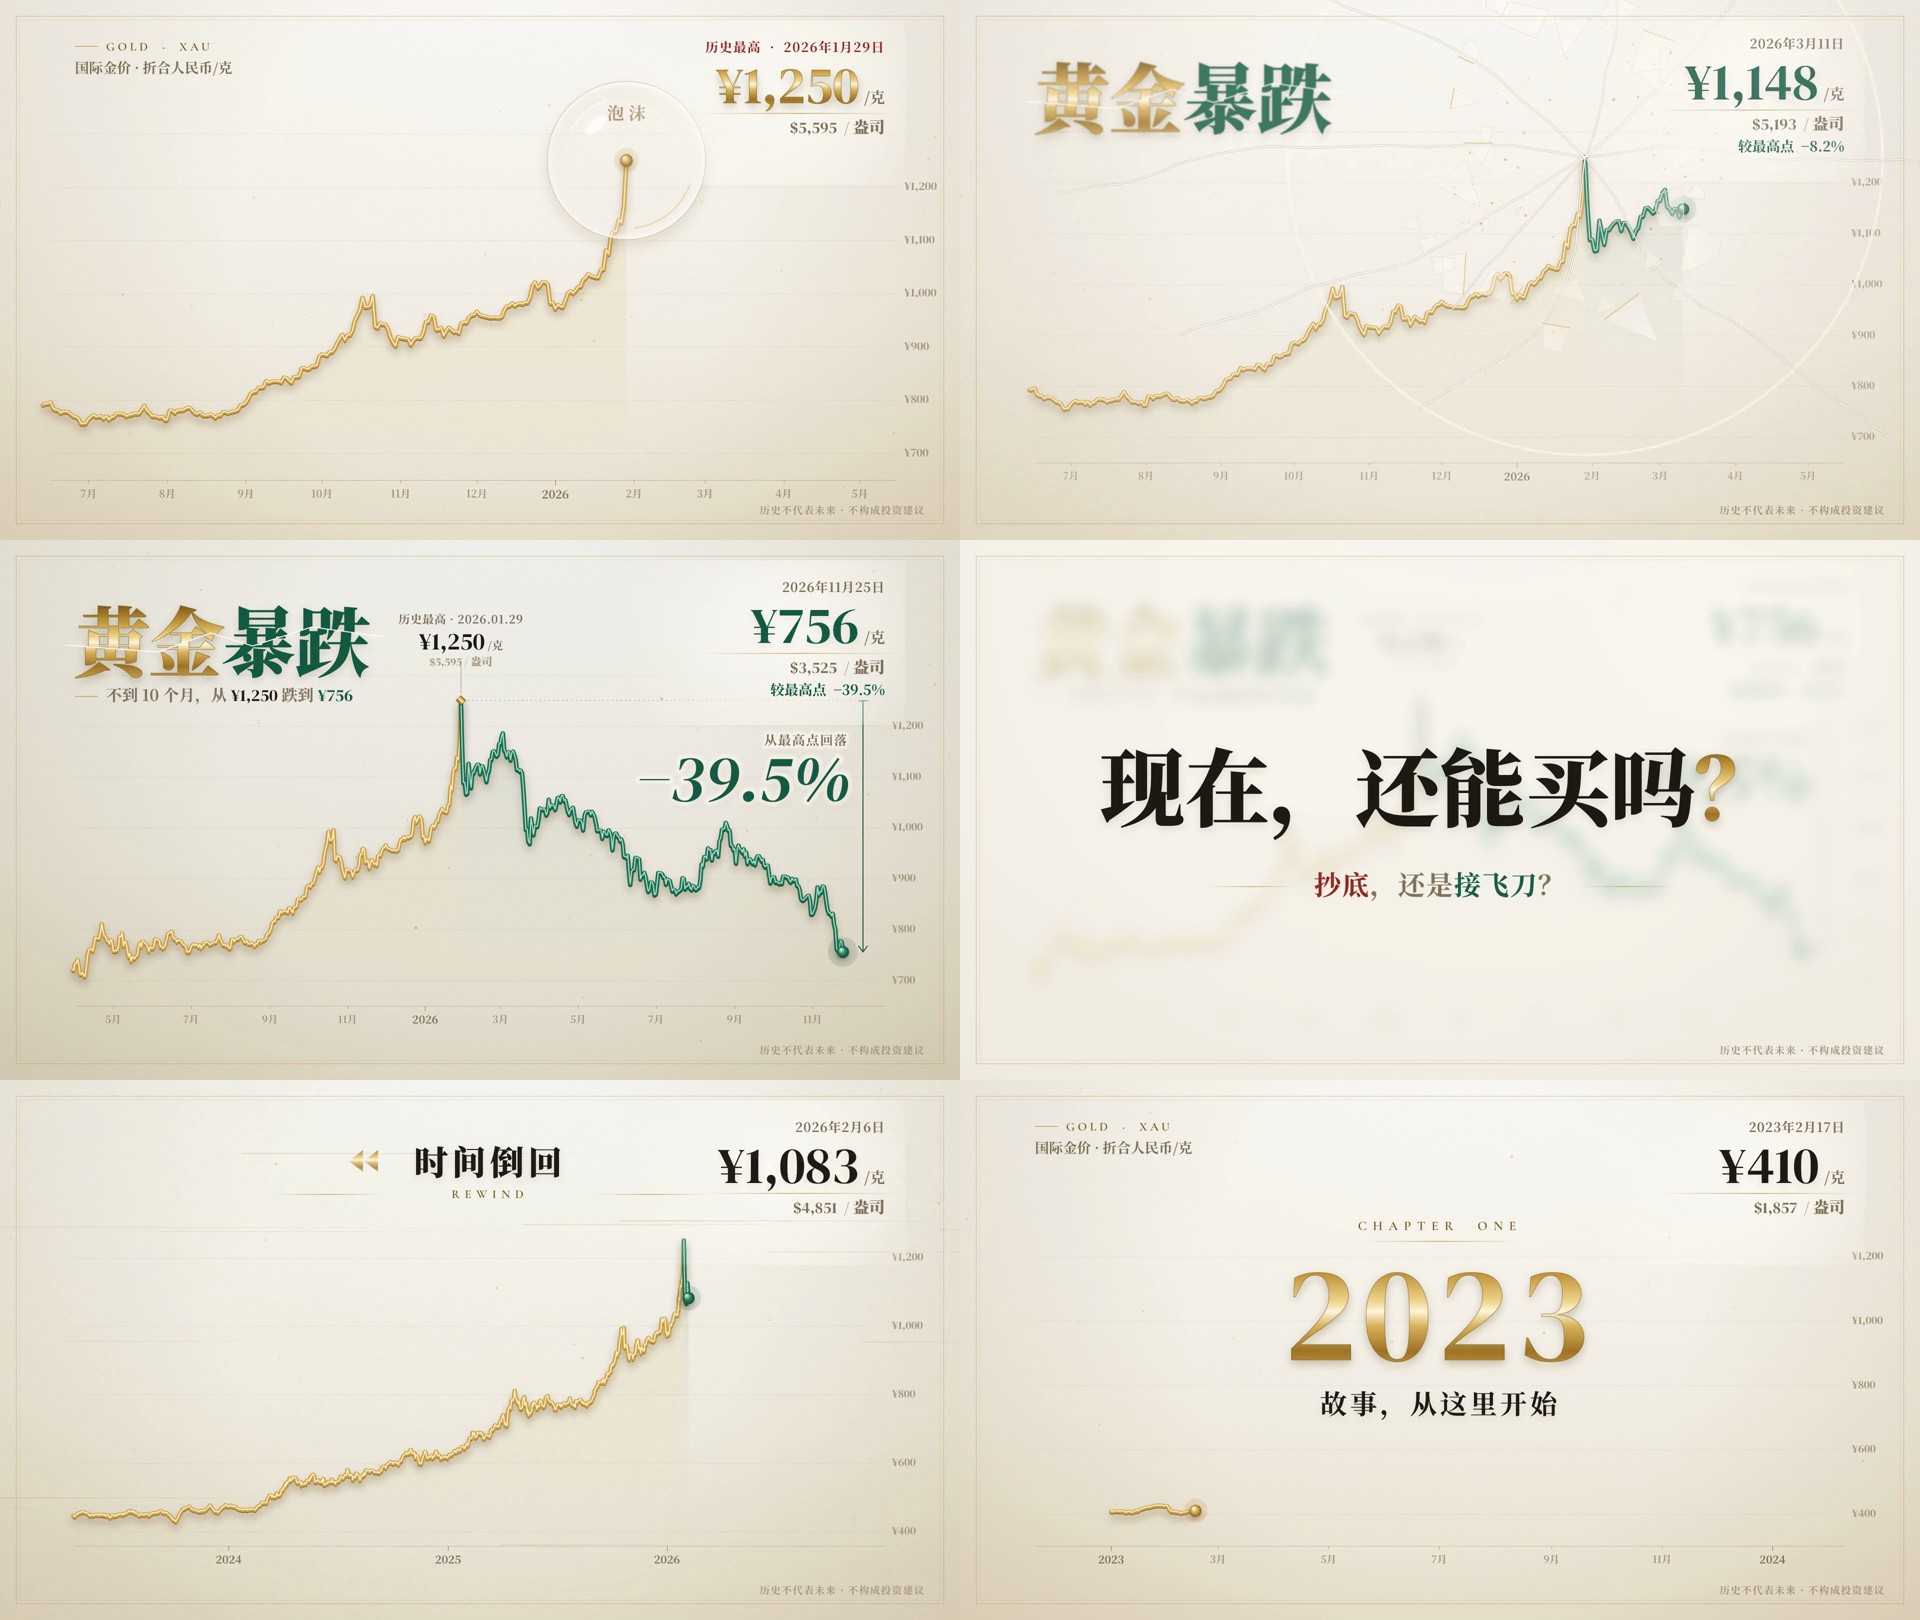 GOLD · XAU
国际金价 · 折合人民币/克
历史最高 · 2026年1月29日
¥1,250 /克
$5,595 / 盎司
泡沫
¥1,200
¥1,100
¥1,000
¥900
¥800
¥700
7月 8月 9月 10月 11月 12月 2026 2月 3月 4月 5月
历史不代表未来 · 不构成投资建议
黄金暴跌
2026年3月11日
¥1,148 /克
$5,193 / 盎司
较最高点 −8.2%
¥1,200
¥1,100
¥1,000
¥900
¥800
¥700
7月 8月 9月 10月 11月 12月 2026 2月 3月 4月 5月
历史不代表未来 · 不构成投资建议
黄金暴跌
不到 10 个月，从 ¥1,250 跌到 ¥756
历史最高 · 2026.01.29
¥1,250 /克
$5,595 / 盎司
2026年11月25日
¥756 /克
$3,525 / 盎司
较最高点 −39.5%
从最高点回落
−39.5%
¥1,200
¥1,100
¥1,000
¥900
¥800
¥700
5月 7月 9月 11月 2026 3月 5月 7月 9月 11月
历史不代表未来 · 不构成投资建议
现在，还能买吗?
抄底，还是接飞刀?
历史不代表未来 · 不构成投资建议
时间倒回
REWIND
2026年2月6日
¥1,083 /克
$4,851 / 盎司
¥1,200
¥1,000
¥800
¥600
¥400
2024 2025 2026
历史不代表未来 · 不构成投资建议
GOLD · XAU
国际金价 · 折合人民币/克
2023年2月17日
¥410 /克
$1,857 / 盎司
CHAPTER ONE
2023
故事，从这里开始
¥1,200
¥1,000
¥800
¥600
¥400
2023 3月 5月 7月 9月 11月 2024
历史不代表未来 · 不构成投资建议